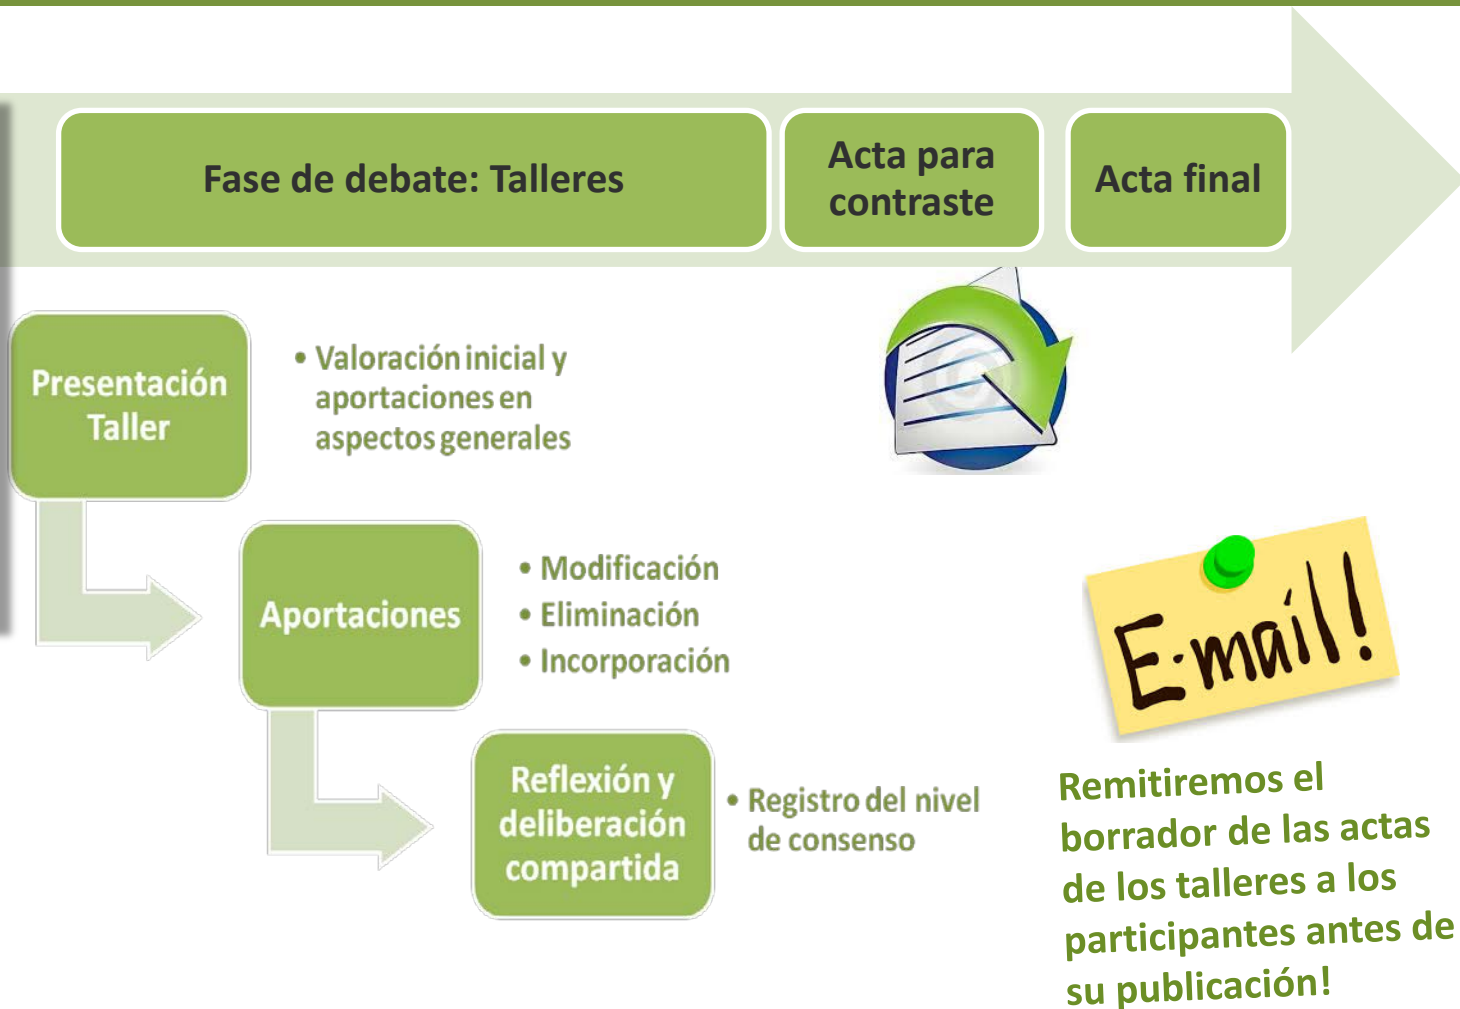 Fase de debate: Talleres
Acta para
contraste
Acta final
Presentación
Taller
• Valoración inicial y
aportaciones en
aspectos generales
Aportaciones
• Modificación
• Eliminación
• Incorporación
Reflexión y
deliberación
compartida
• Registro del nivel
de consenso
E-mail!
Remitiremos el
borrador de las actas
de los talleres a los
participantes antes de
su publicación!